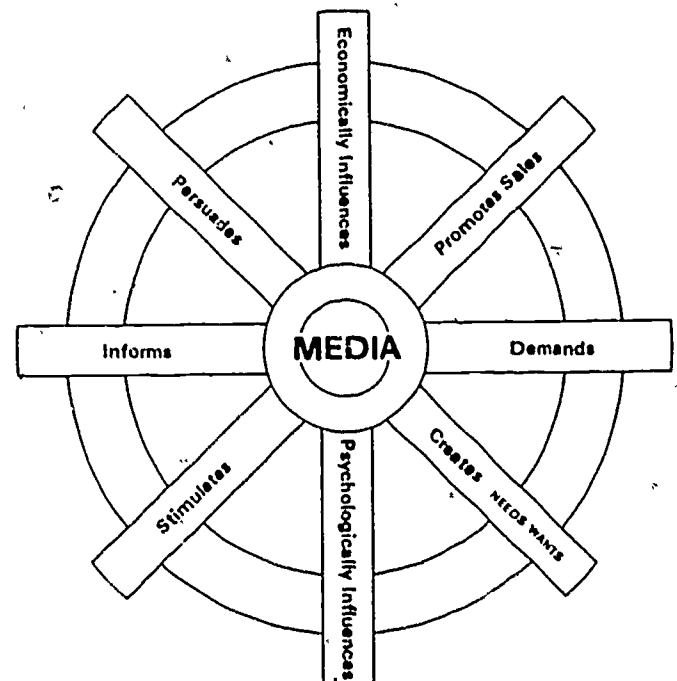 Economically Influences
Promotes Sales
Persuades
MEDIA
Informs
Demands
Stimulates
Creates NEEDS WANTS
Psychologically Influences